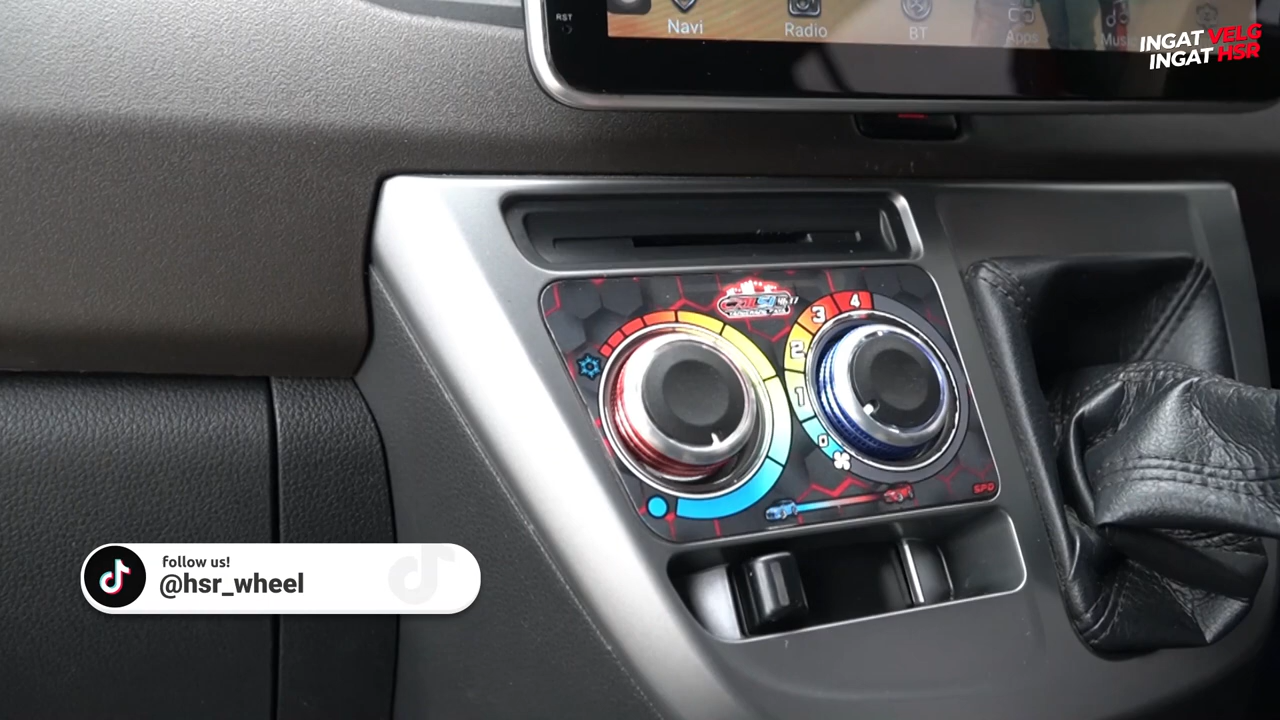 RST
Navi
Radio
BT
Apps
INGAT VELG
INGAT HSR
4
3
2
1
0
SPD
follow us!
@hsr_wheel